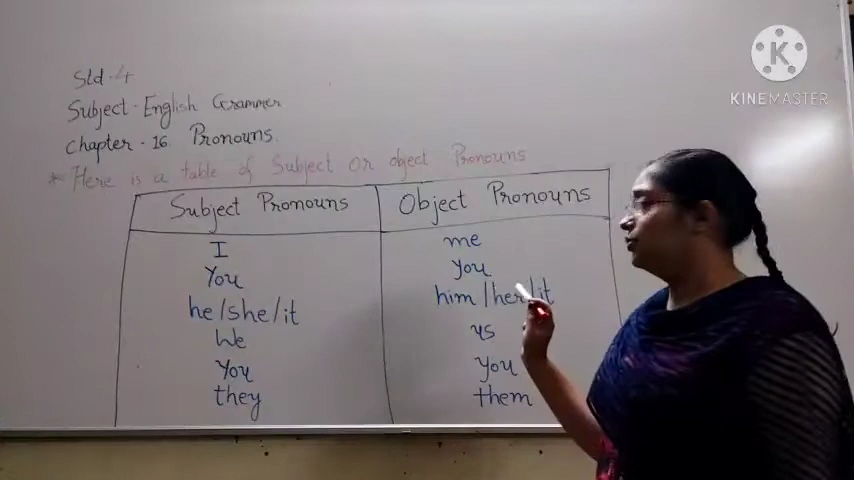 Std-4
Subject-English Grammer
Chapter-16 Pronouns.
* Here is a table of Subject or object Pronouns
Subject Pronouns Object Pronouns
I me
You you
he/she/it him/her/it
We us
You you
they them
K
KINEMASTER